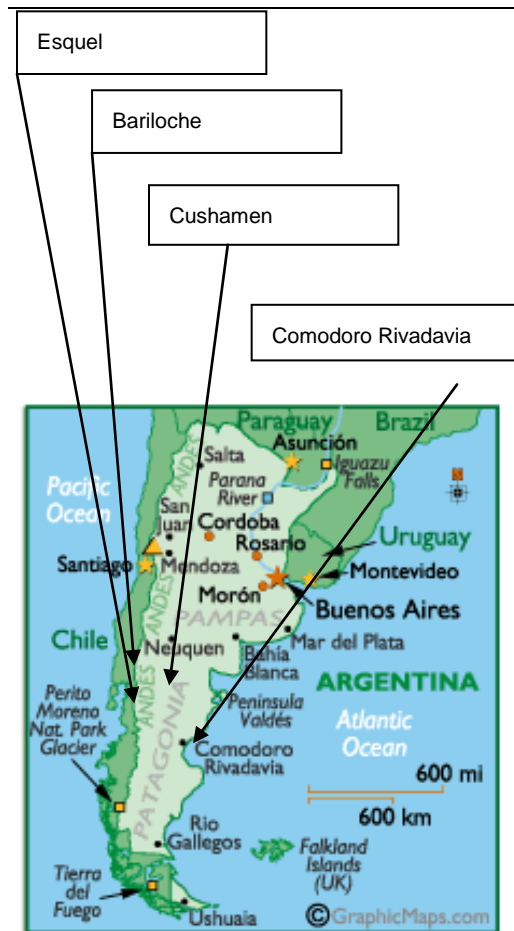 Esquel
Bariloche
Cushamen
Comodoro Rivadavia
Paraguay
Brazil
Asunción
Salta
ANDES
Iguazu
Falls
Parana
River
Pacific
Ocean
San
Juan
Cordoba
Rosario
Uruguay
Santiago
Mendoza
Montevideo
Morón
ANDES
Buenos Aires
PAMPAS
Chile
Neuquen
Mar del Plata
Bahia
Blanca
ANDES
ARGENTINA
Perito
Moreno
Nat. Park
Glacier
Peninsula
Valdés
PATAGONIA
Atlantic
Ocean
Comodoro
Rivadavia
600 mi
600 km
Rio
Gallegos
Falkland
Islands
(UK)
Tierra
del
Fuego
Ushuaia
©GraphicMaps.com